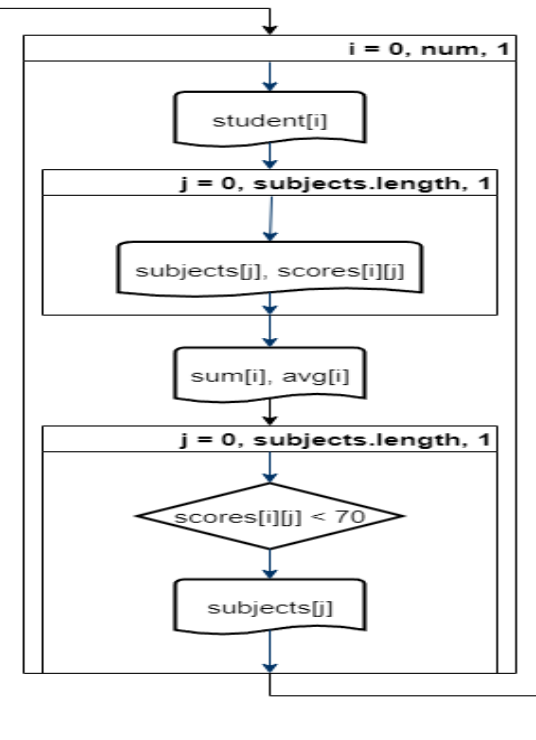 i = 0, num, 1
student[i]
j = 0, subjects.length, 1
subjects[j], scores[i][j]
sum[i], avg[i]
j = 0, subjects.length, 1
scores[i][j] < 70
subjects[j]